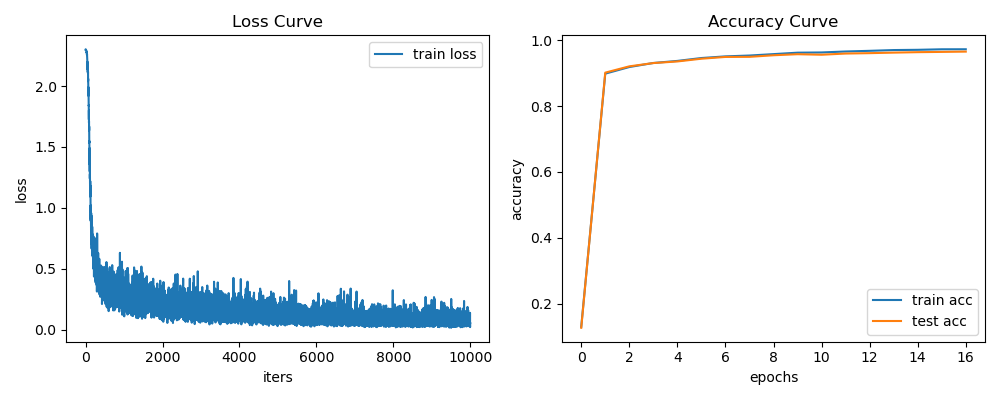 Loss Curve
train loss
2.0
1.5
1.0
0.5
0.0
loss
0 2000 4000 6000 8000 10000
iters
Accuracy Curve
1.0
0.8
0.6
0.4
0.2
accuracy
train acc
test acc
0 2 4 6 8 10 12 14 16
epochs